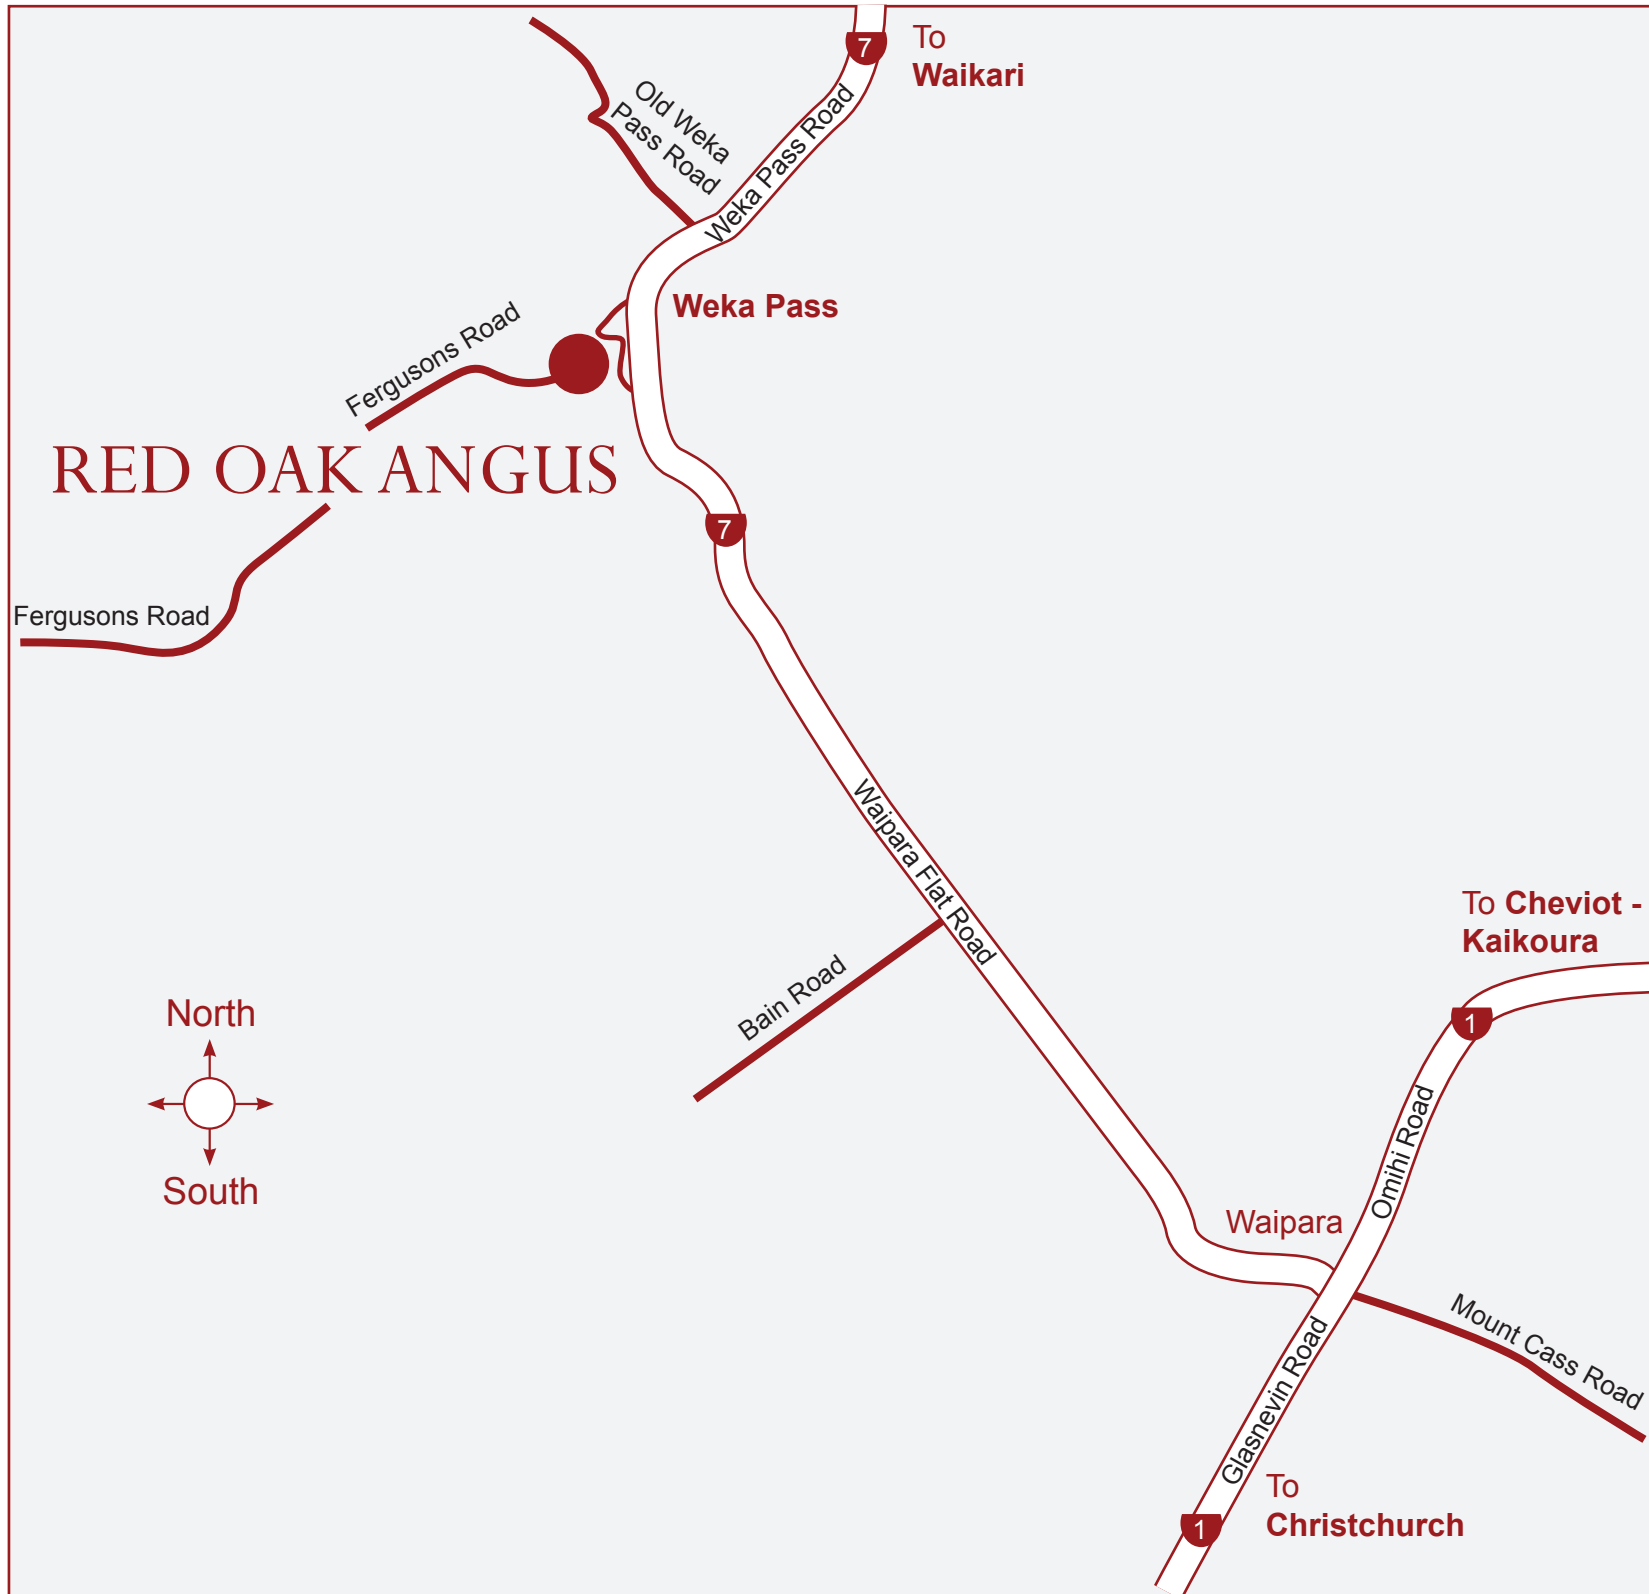 7
To
Waikari
Old Weka
Pass Road
Weka Pass Road
Weka Pass
Fergusons Road
RED OAK ANGUS
7
Fergusons Road
Waipara Flat Road
To Cheviot -
Kaikoura
Bain Road
North
1
Omihi Road
South
Waipara
Mount Cass Road
Glasnevin Road
To
Christchurch
1